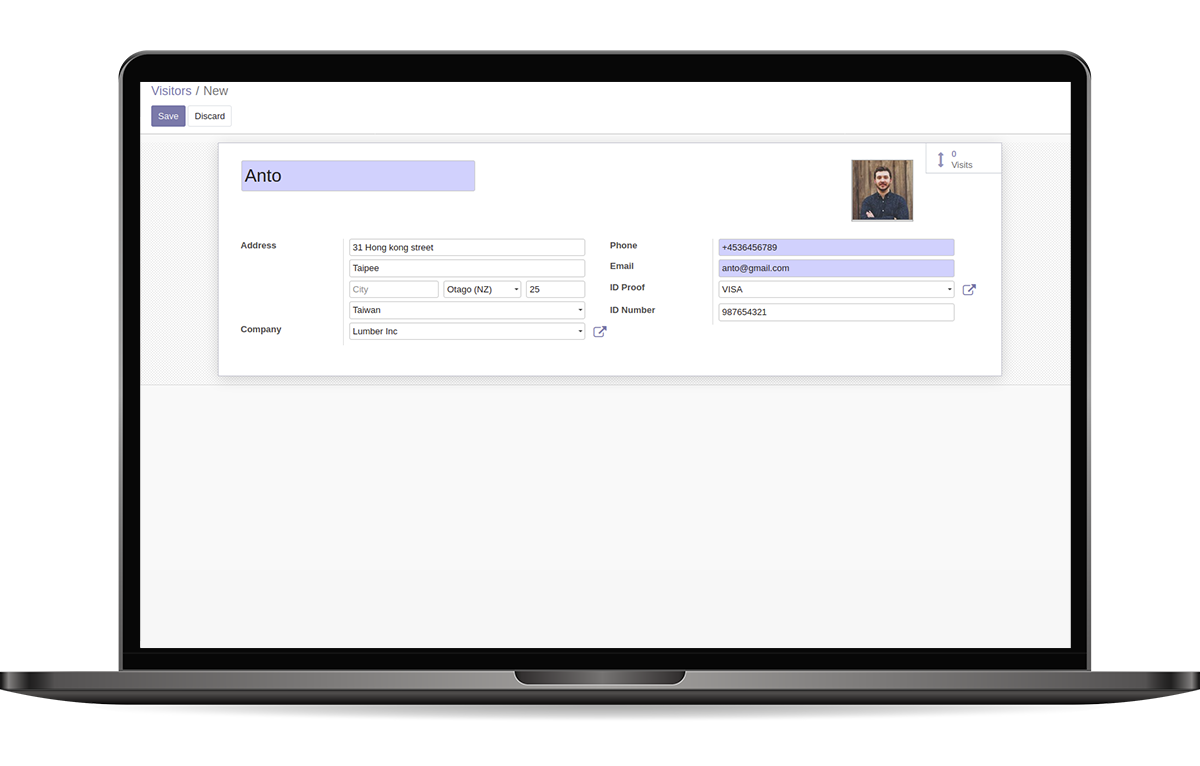 Visitors / New
Save Discard
0
Visits
Anto
Address 31 Hong kong street
Taipee
City Otago (NZ) 25
Taiwan
Company Lumber Inc
Phone +4536456789
Email anto@gmail.com
ID Proof VISA
ID Number 987654321